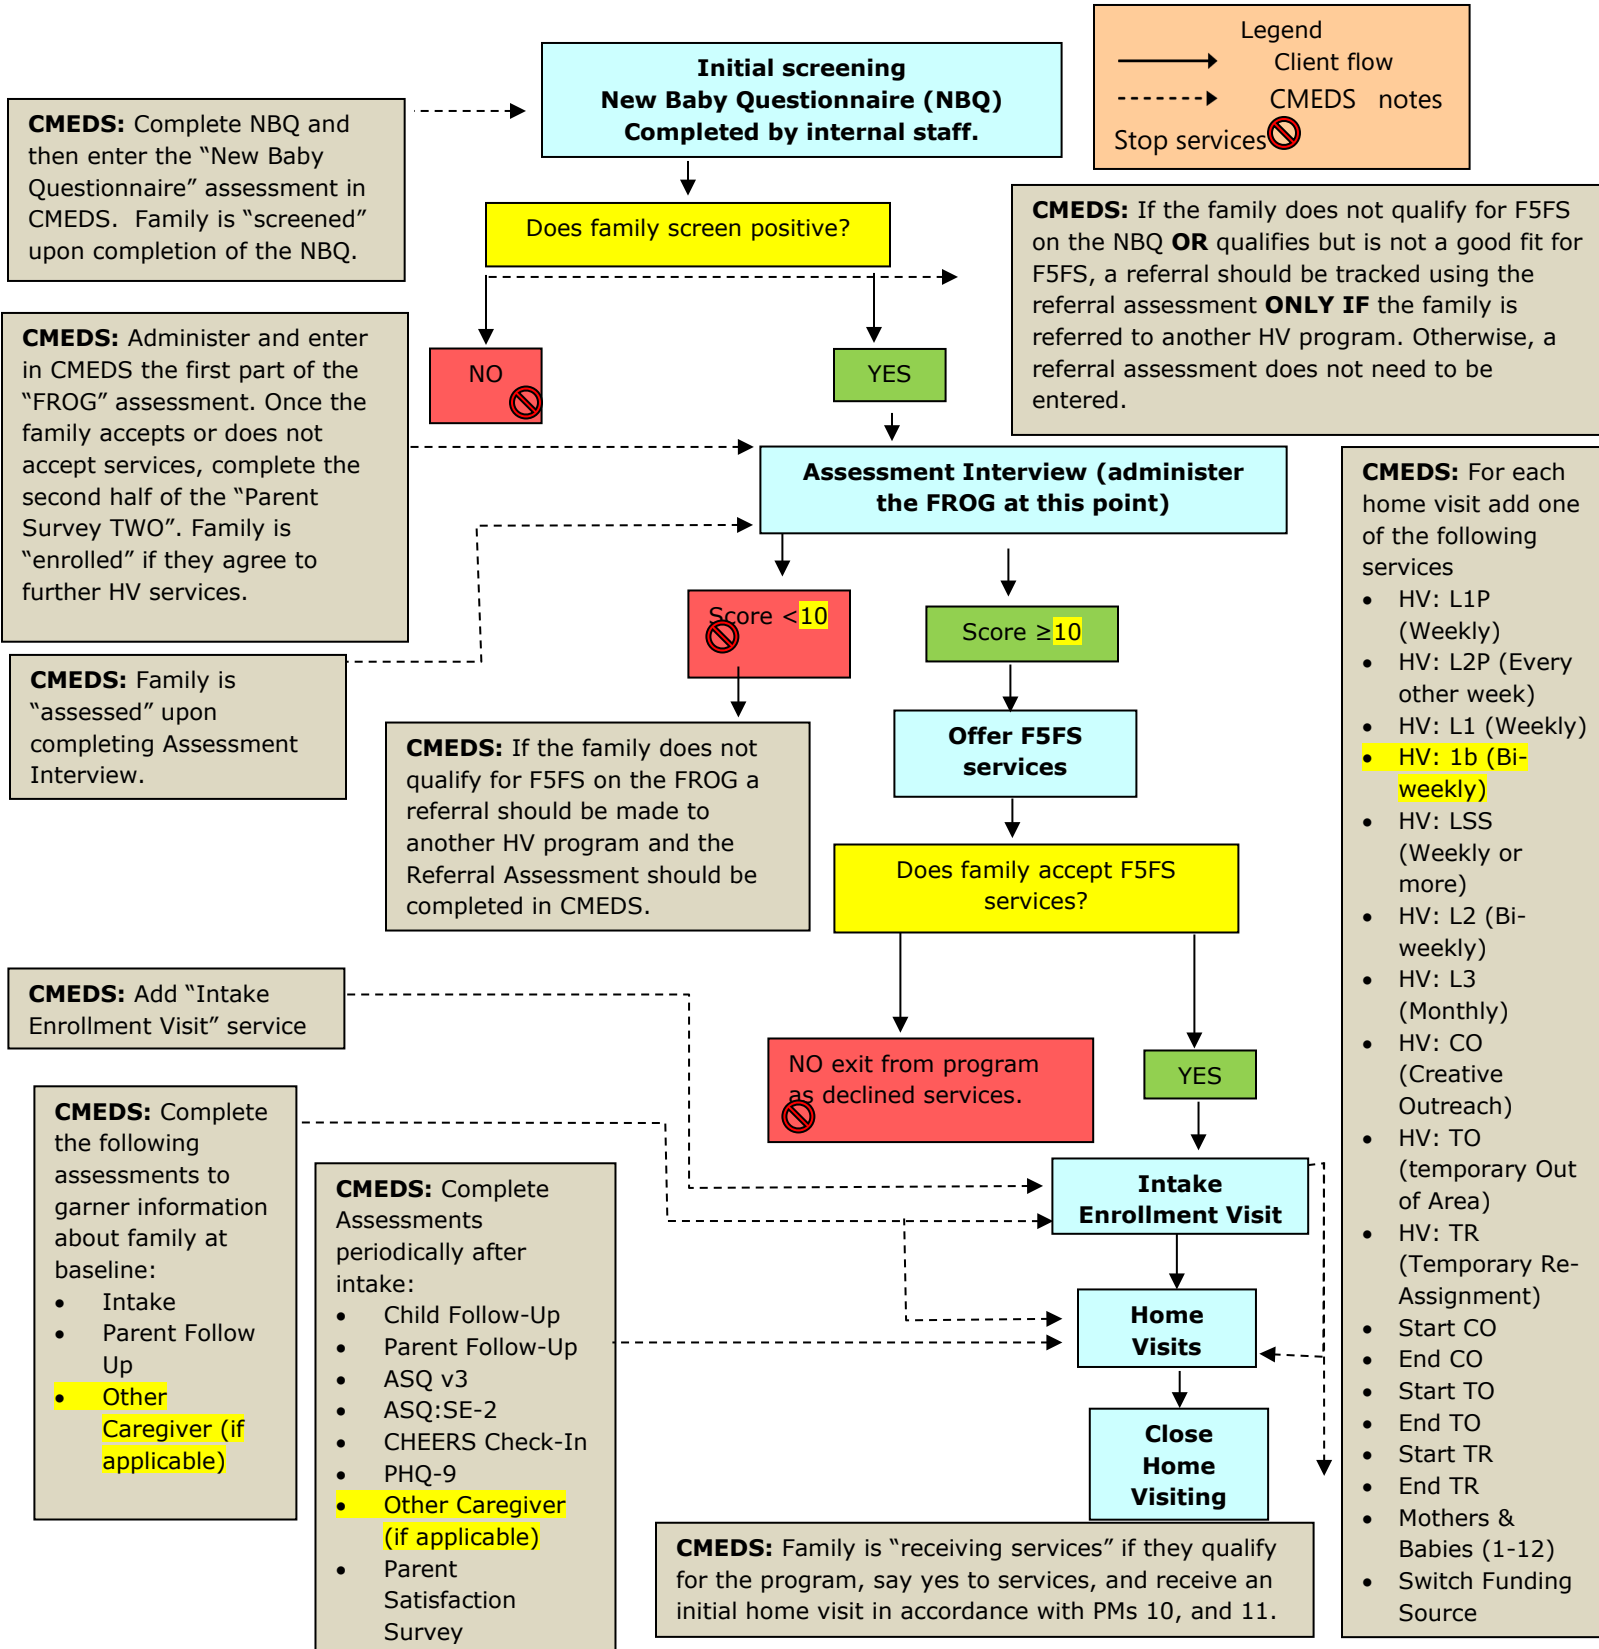 Legend
Client flow
CMEDS notes
Stop services
Initial screening
New Baby Questionnaire (NBQ)
Completed by internal staff.
CMEDS: Complete NBQ and
then enter the “New Baby
Questionnaire” assessment in
CMEDS. Family is “screened”
upon completion of the NBQ.
Does family screen positive?
CMEDS: If the family does not qualify for F5FS
on the NBQ OR qualifies but is not a good fit for
F5FS, a referral should be tracked using the
referral assessment ONLY IF the family is
referred to another HV program. Otherwise, a
referral assessment does not need to be
entered.
NO
YES
CMEDS: Administer and enter
in CMEDS the first part of the
“FROG” assessment. Once the
family accepts or does not
accept services, complete the
second half of the “Parent
Survey TWO”. Family is
“enrolled” if they agree to
further HV services.
Assessment Interview (administer
the FROG at this point)
CMEDS: Family is
“assessed” upon
completing Assessment
Interview.
Score <10
Score ≥10
CMEDS: If the family does not
qualify for F5FS on the FROG a
referral should be made to
another HV program and the
Referral Assessment should be
completed in CMEDS.
Offer F5FS
services
Does family accept F5FS
services?
NO exit from program
as declined services.
YES
CMEDS: Add “Intake
Enrollment Visit” service
CMEDS: Complete
the following
assessments to
garner information
about family at
baseline:
• Intake
• Parent Follow
Up
• Other
Caregiver (if
applicable)
CMEDS: Complete
Assessments
periodically after
intake:
• Child Follow-Up
• Parent Follow-Up
• ASQ v3
• ASQ:SE-2
• CHEERS Check-In
• PHQ-9
• Other Caregiver
(if applicable)
• Parent
Satisfaction
Survey
Intake
Enrollment Visit
Home
Visits
Close
Home
Visiting
CMEDS: Family is “receiving services” if they qualify
for the program, say yes to services, and receive an
initial home visit in accordance with PMs 10, and 11.
CMEDS: For each
home visit add one
of the following
services
• HV: L1P
(Weekly)
• HV: L2P (Every
other week)
• HV: L1 (Weekly)
• HV: 1b (Bi-
weekly)
• HV: LSS
(Weekly or
more)
• HV: L2 (Bi-
weekly)
• HV: L3
(Monthly)
• HV: CO
(Creative
Outreach)
• HV: TO
(temporary Out
of Area)
• HV: TR
(Temporary Re-
Assignment)
• Start CO
• End CO
• Start TO
• End TO
• Start TR
• End TR
• Mothers &
Babies (1-12)
• Switch Funding
Source